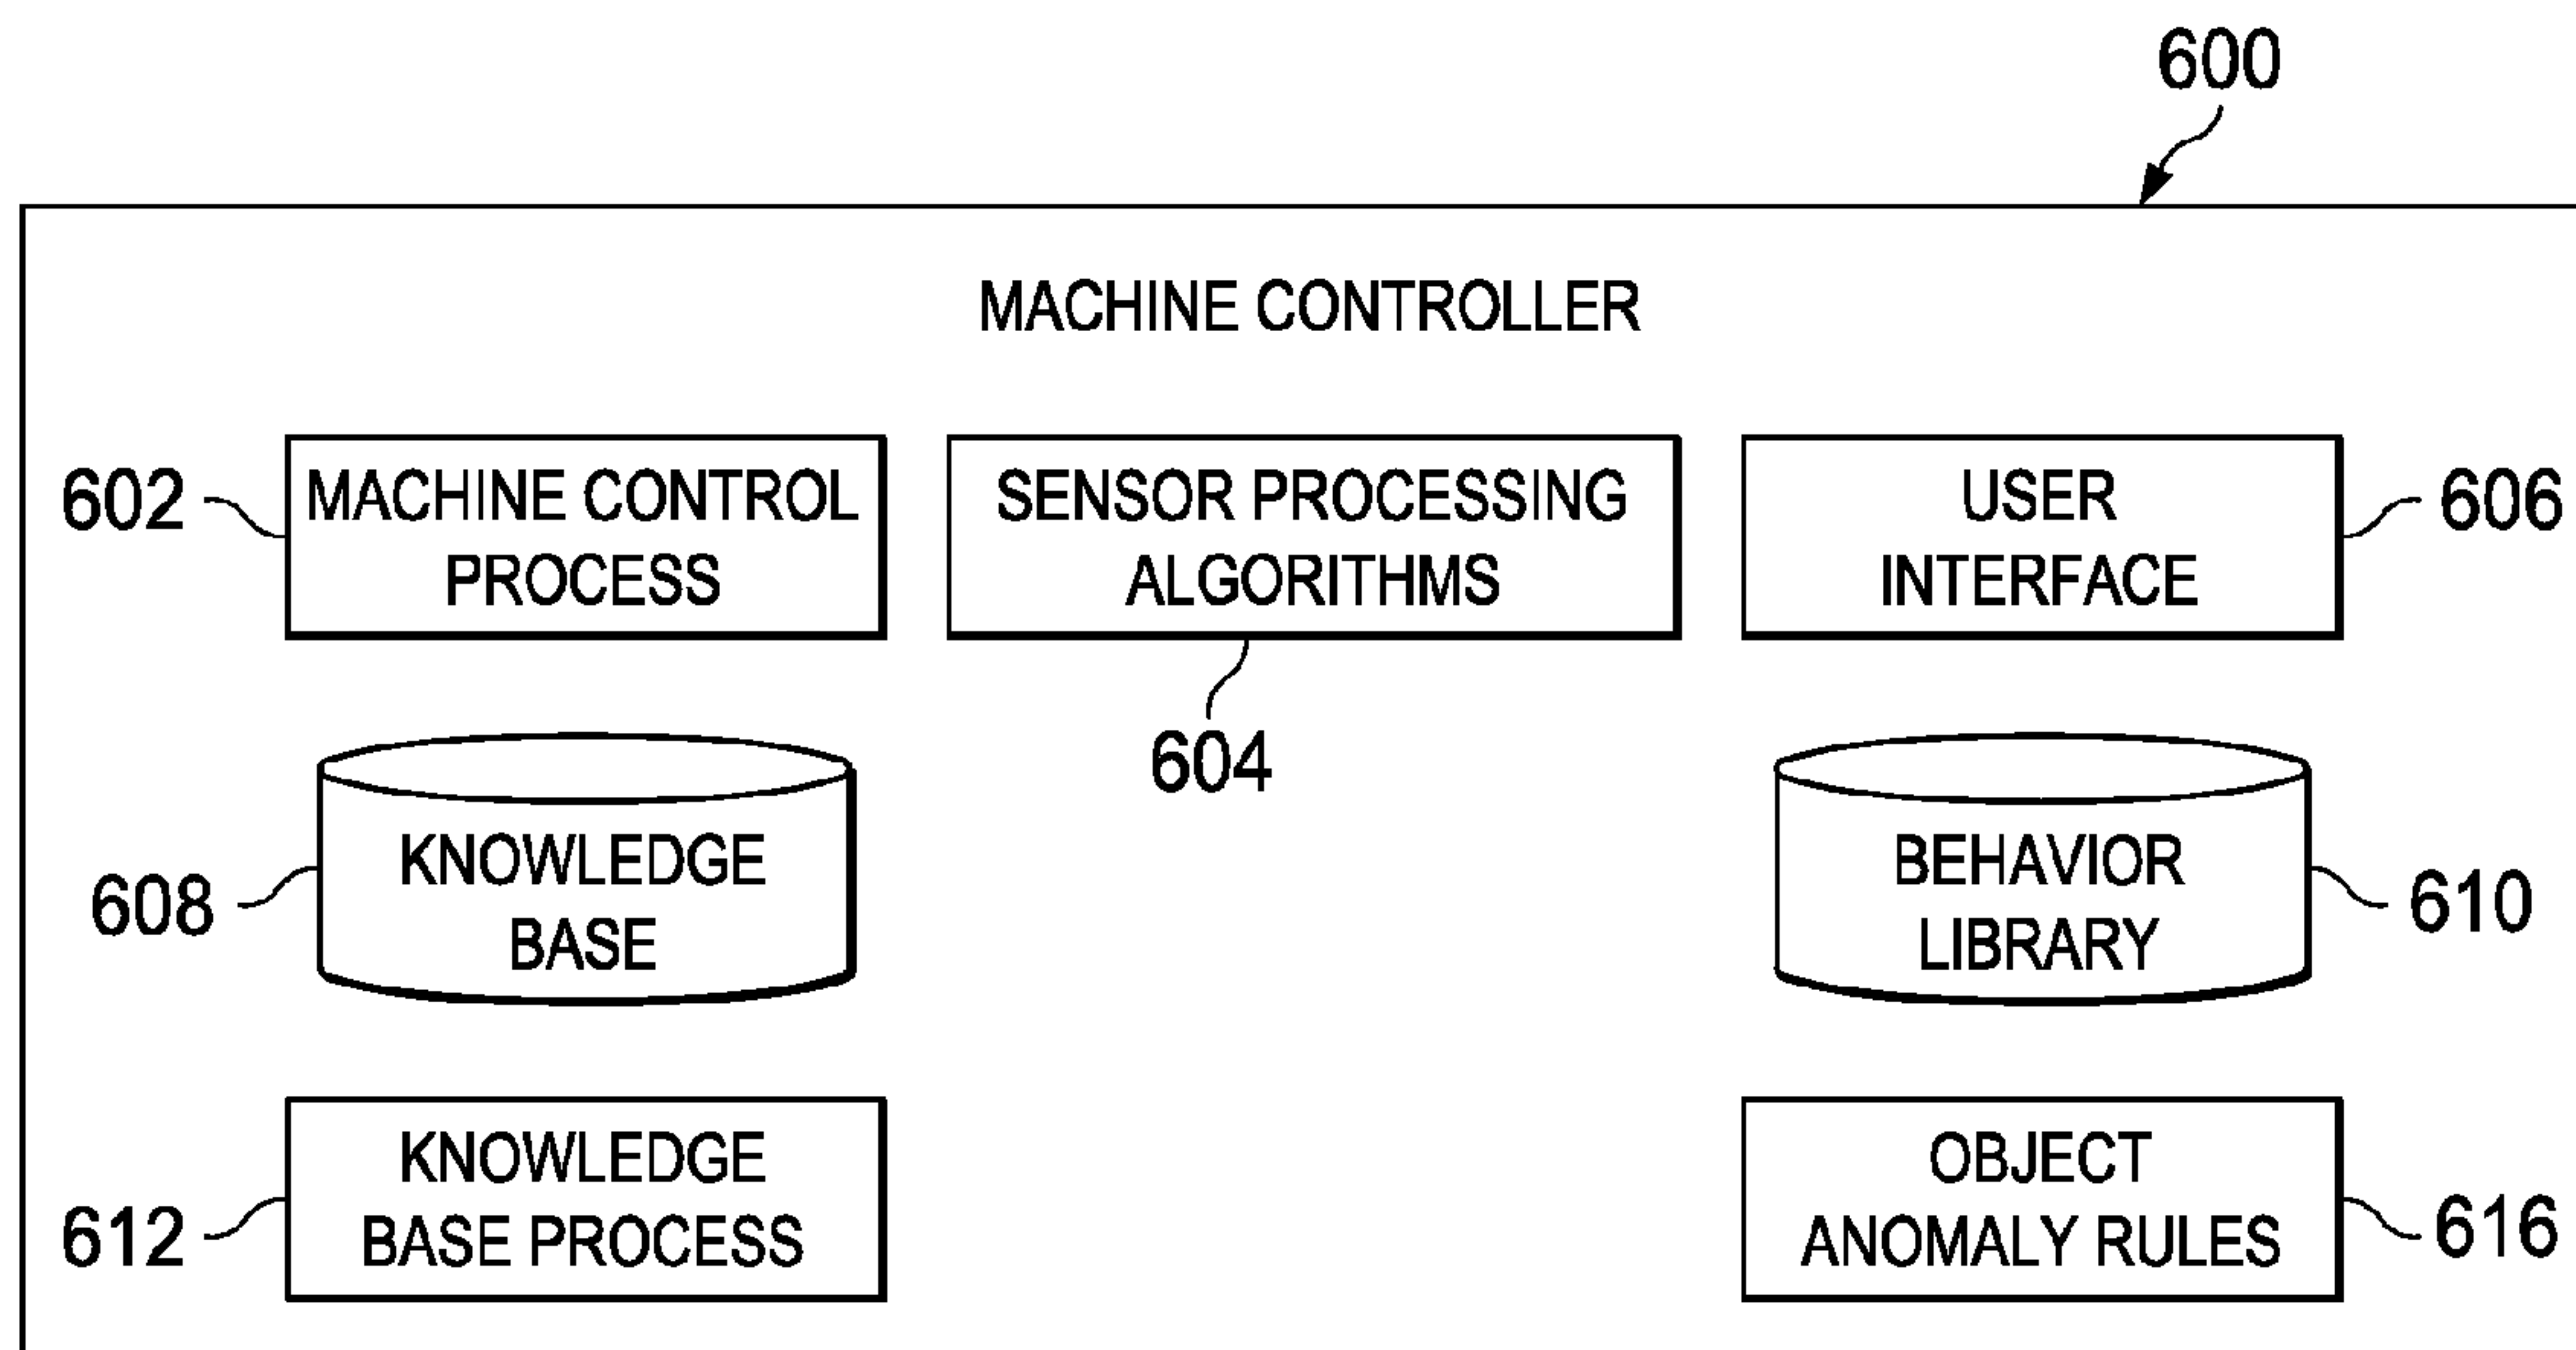 600
MACHINE CONTROLLER
602
MACHINE CONTROL
PROCESS
SENSOR PROCESSING
ALGORITHMS
604
USER
INTERFACE
606
608
KNOWLEDGE
BASE
BEHAVIOR
LIBRARY
610
612
KNOWLEDGE
BASE PROCESS
OBJECT
ANOMALY RULES
616